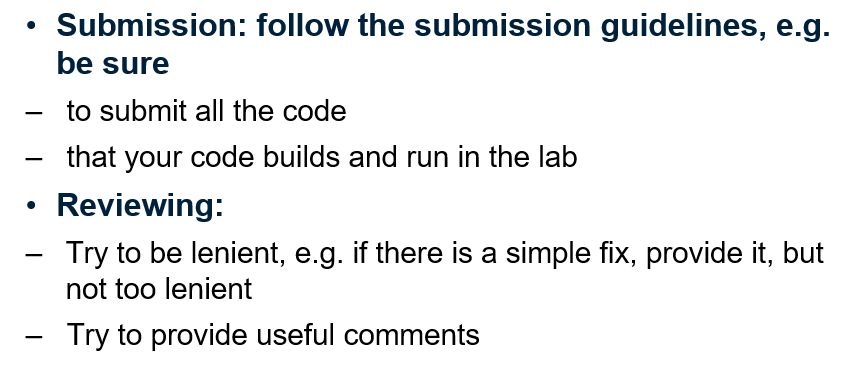 • Submission: follow the submission guidelines, e.g.
be sure
– to submit all the code
– that your code builds and run in the lab
• Reviewing:
– Try to be lenient, e.g. if there is a simple fix, provide it, but
not too lenient
– Try to provide useful comments